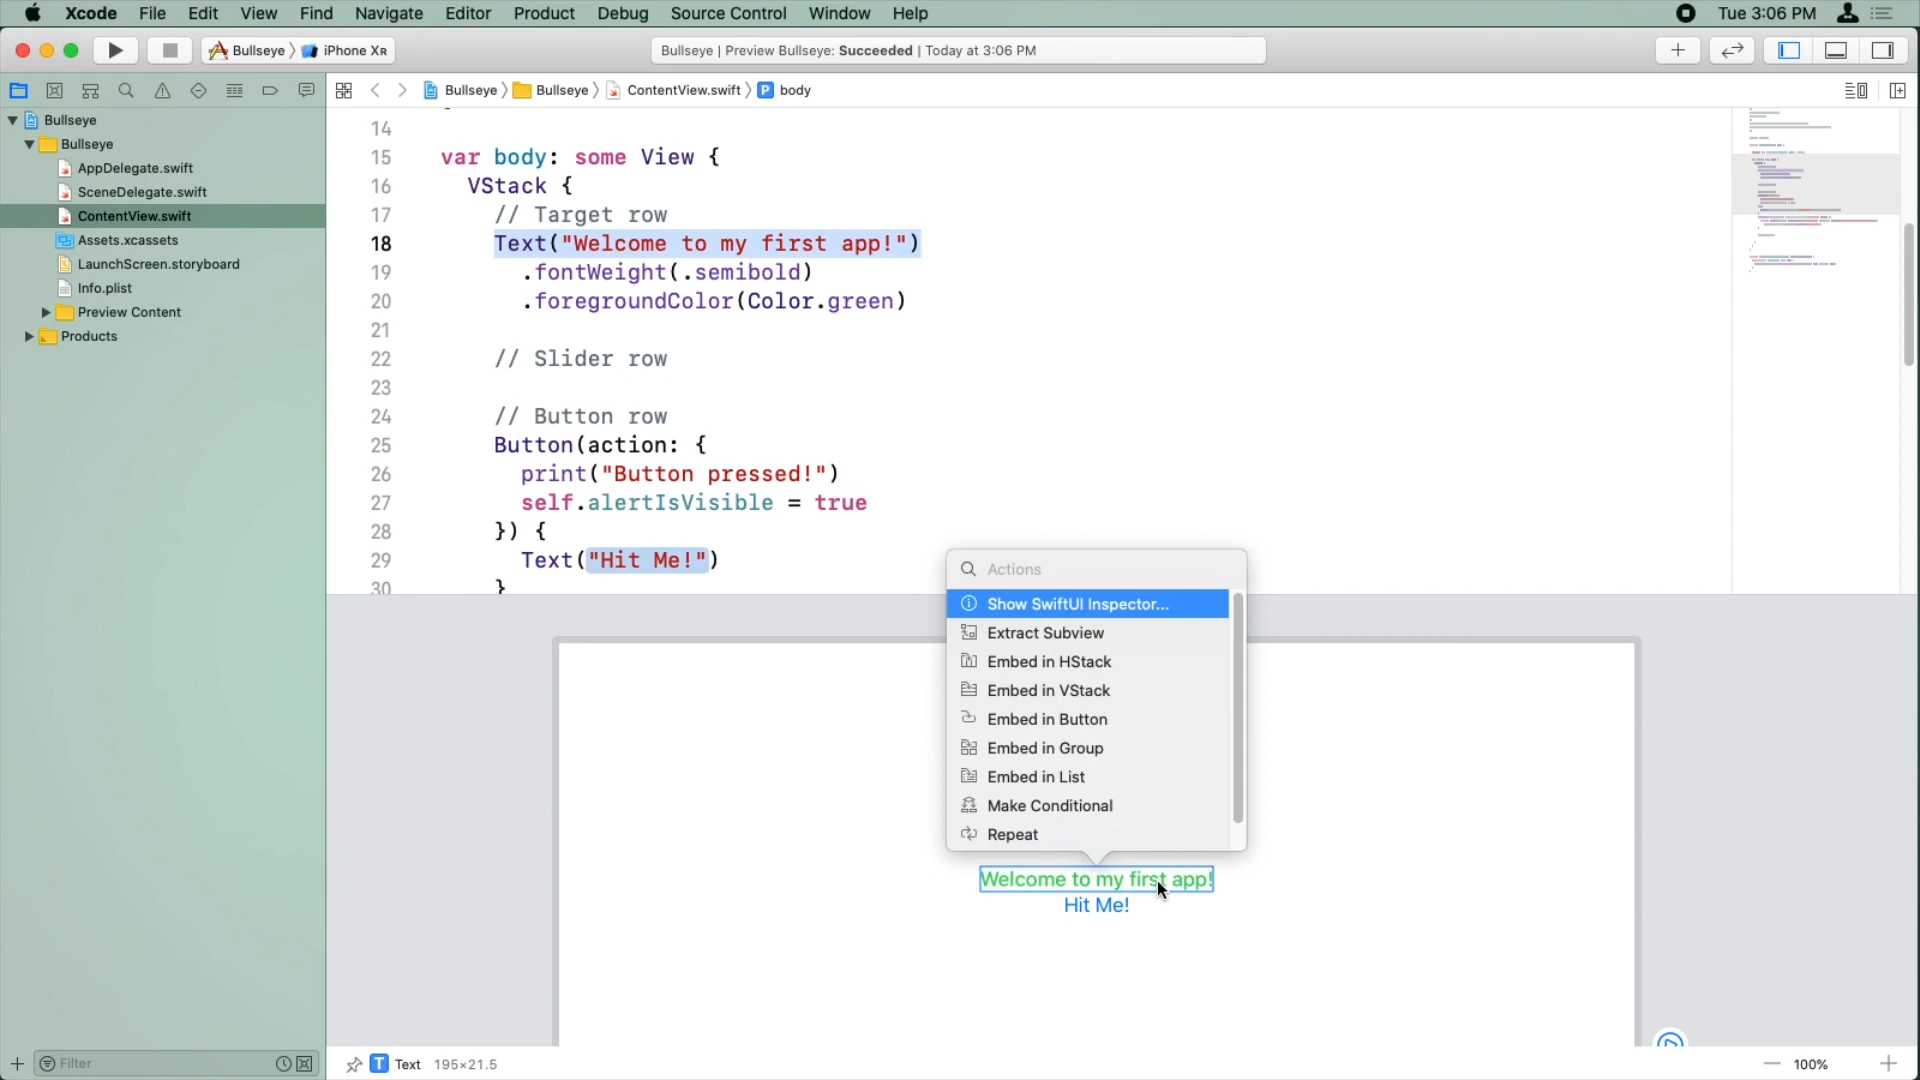 Xcode File Edit View Find Navigate Editor Product Debug Source Control Window Help Tue 3:06 PM
Bullseye iPhone XR Bullseye | Preview Bullseye: Succeeded | Today at 3:06 PM
Bullseye Bullseye ContentView.swift P body
Bullseye
Bullseye
AppDelegate.swift
SceneDelegate.swift
ContentView.swift
Assets.xcassets
LaunchScreen.storyboard
Info.plist
Preview Content
Products
Filter
14
15 var body: some View {
16 VStack {
17 // Target row
18 Text("Welcome to my first app!")
19 .fontWeight(.semibold)
20 .foregroundColor(Color.green)
21
22 // Slider row
23
24 // Button row
25 Button(action: {
26 print("Button pressed!")
27 self.alertIsVisible = true
28 }) {
29 Text("Hit Me!")
30 }
Actions
Show SwiftUI Inspector...
Extract Subview
Embed in HStack
Embed in VStack
Embed in Button
Embed in Group
Embed in List
Make Conditional
Repeat
Welcome to my first app!
Hit Me!
T Text 195×21.5 100%